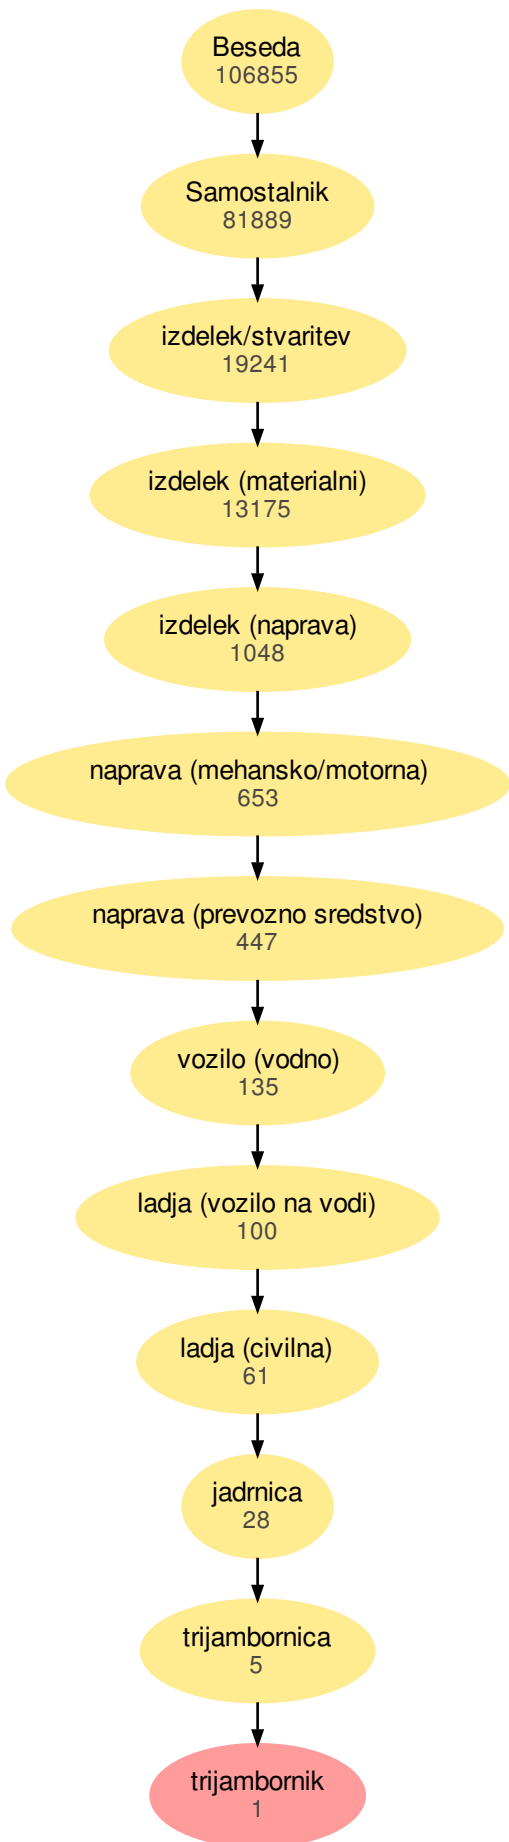 Beseda
106855
Samostalnik
81889
izdelek/stvaritev
19241
izdelek (materialni)
13175
izdelek (naprava)
1048
naprava (mehansko/motorna)
653
naprava (prevozno sredstvo)
447
vozilo (vodno)
135
ladja (vozilo na vodi)
100
ladja (civilna)
61
jadrnica
28
trijambornica
5
trijambornik
1